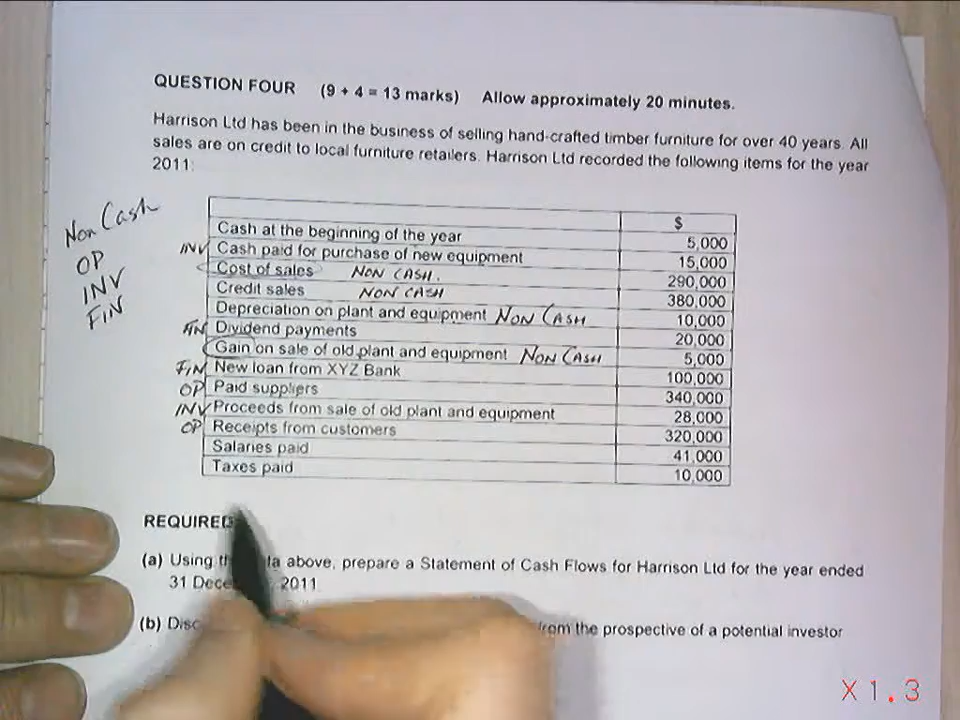 QUESTION FOUR (9 + 4 = 13 marks) Allow approximately 20 minutes.
Harrison Ltd has been in the business of selling hand-crafted timber furniture for over 40 years. All
sales are on credit to local furniture retailers. Harrison Ltd recorded the following items for the year
2011:
Non Cash
OP
INV
FIN
$
Cash at the beginning of the year 5,000
INV Cash paid for purchase of new equipment 15,000
Cost of sales NON CASH. 290,000
Credit sales NON CASH 380,000
Depreciation on plant and equipment NON CASH 10,000
FIN Dividend payments 20,000
Gain on sale of old plant and equipment NON CASH 5,000
FIN New loan from XYZ Bank 100,000
OP Paid suppliers 340,000
INV Proceeds from sale of old plant and equipment 28,000
OP Receipts from customers 320,000
Salaries paid 41,000
Taxes paid 10,000
REQUIRED
(a) Using above, prepare a Statement of Cash Flows for Harrison Ltd for the year ended
31 2011
(b) from the prospective of a potential investor
X1.3